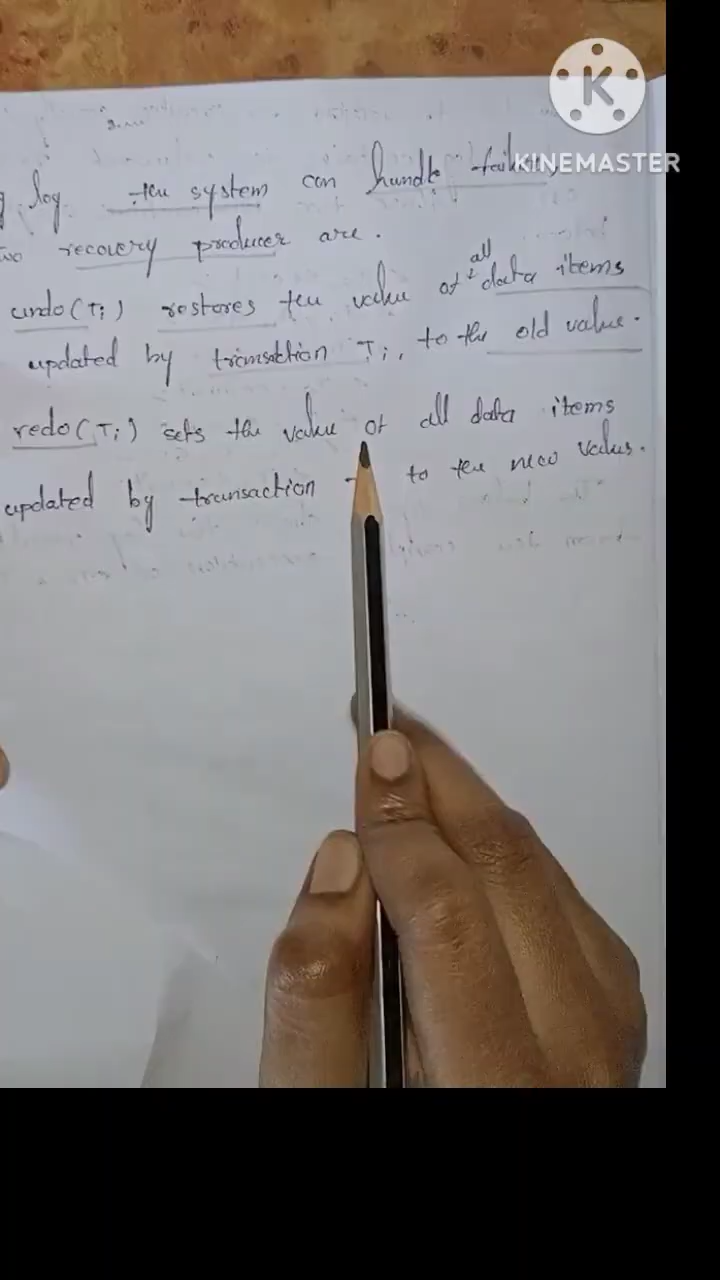 KINEMASTER
log the system can handle failures
recovery producer are.
undo (Ti) restores the value of all data items
updated by transaction Ti, to the old value.
redo (Ti) sets the value of all data items
updated by transaction to the new values.